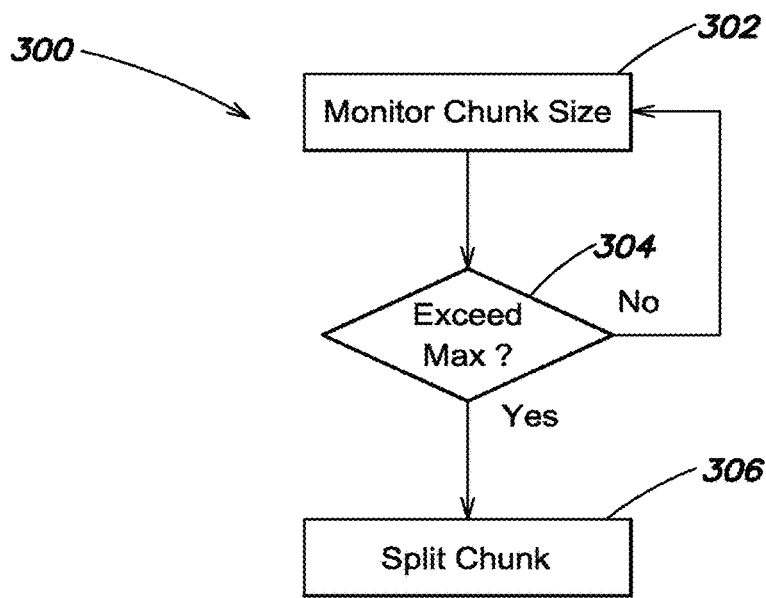 300
302
Monitor Chunk Size
304
Exceed
Max ?
No
Yes
306
Split Chunk